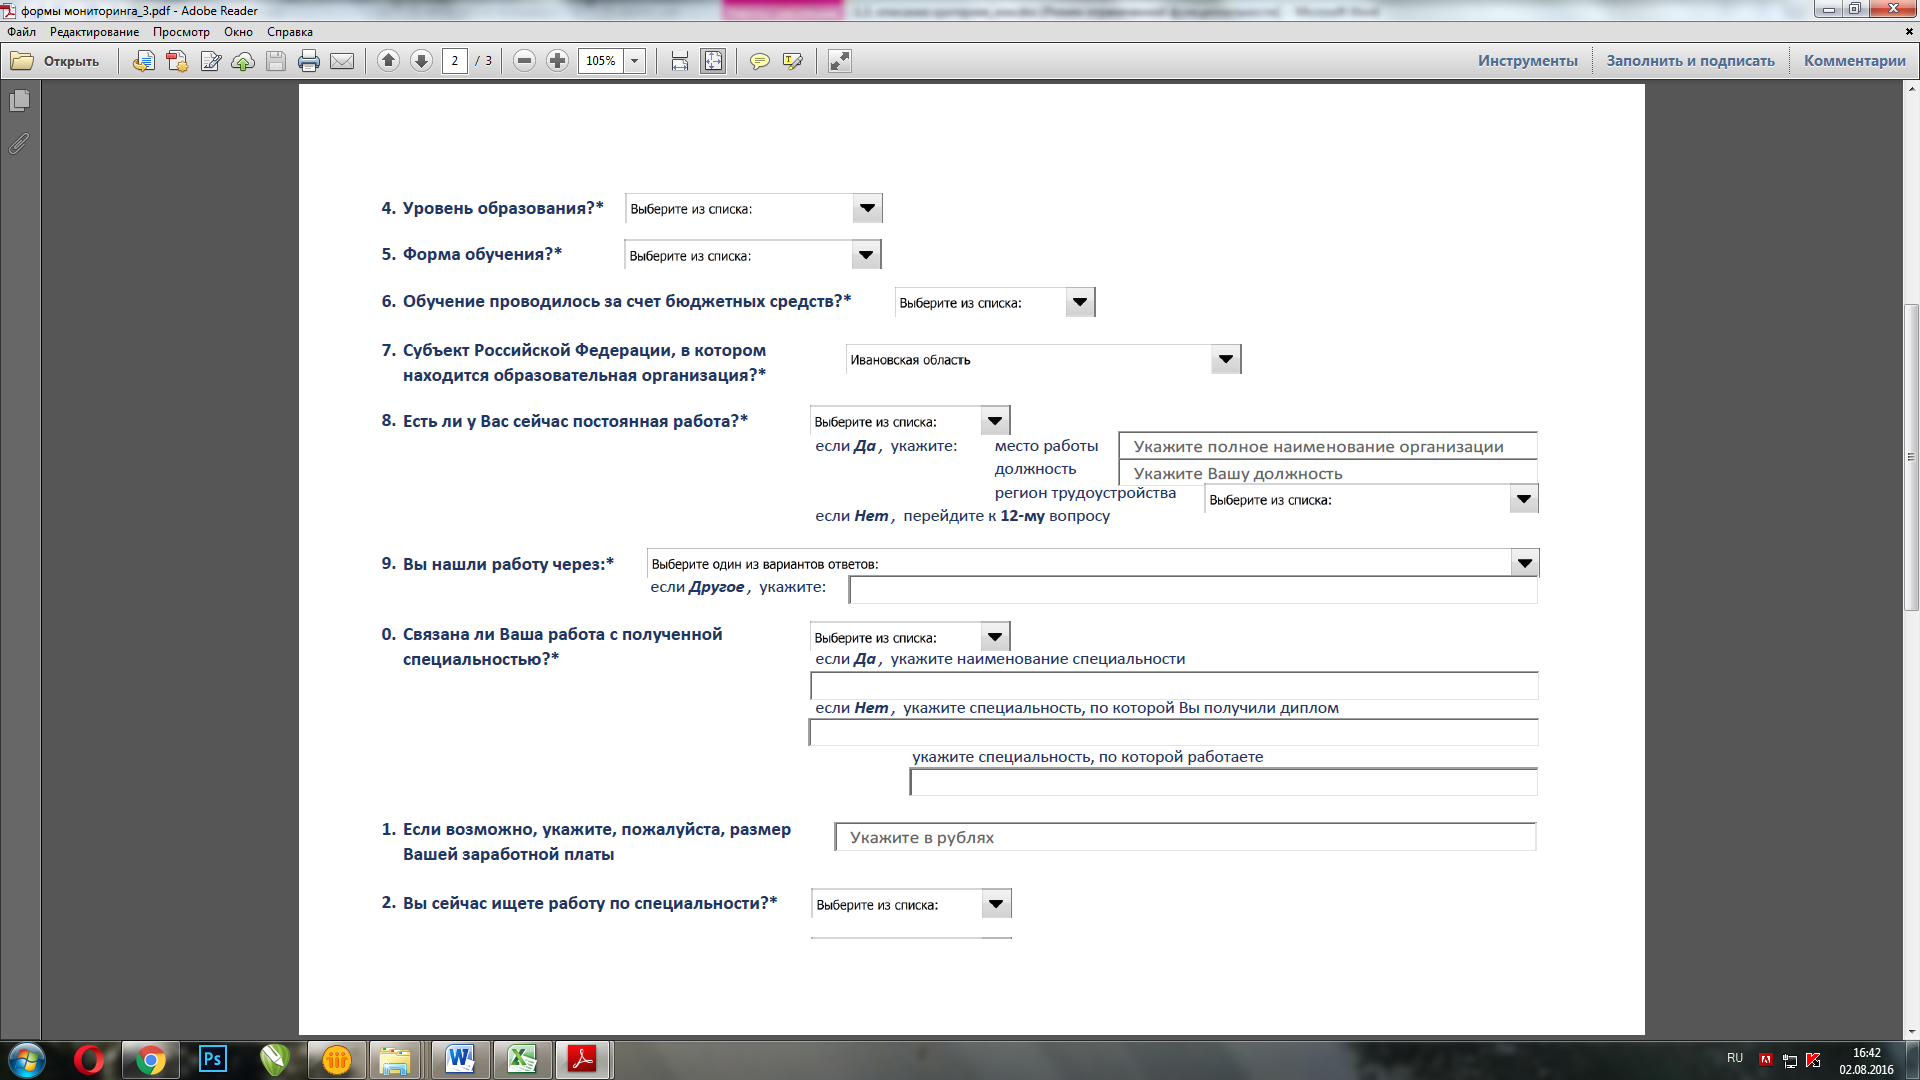 формы мониторинга_3.pdf - Adobe Reader
Файл Редактирование Просмотр Окно Справка
Открыть 2 / 3 105% Инструменты Заполнить и подписать Комментарии
4. Уровень образования?* Выберите из списка:
5. Форма обучения?* Выберите из списка:
6. Обучение проводилось за счет бюджетных средств?* Выберите из списка:
7. Субъект Российской Федерации, в котором
находится образовательная организация?* Ивановская область
8. Есть ли у Вас сейчас постоянная работа?* Выберите из списка:
если Да, укажите: место работы Укажите полное наименование организации
должность Укажите Вашу должность
регион трудоустройства Выберите из списка:
если Нет, перейдите к 12-му вопросу
9. Вы нашли работу через:* Выберите один из вариантов ответов:
если Другое, укажите:
0. Связана ли Ваша работа с полученной Выберите из списка:
специальностью?* если Да, укажите наименование специальности
если Нет, укажите специальность, по которой Вы получили диплом
укажите специальность, по которой работаете
1. Если возможно, укажите, пожалуйста, размер
Вашей заработной платы Укажите в рублях
2. Вы сейчас ищете работу по специальности?* Выберите из списка:
Ps RU 16:42
02.08.2016